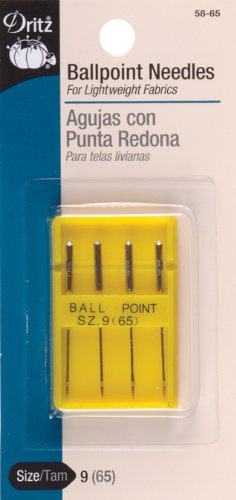 58-65
Dritz
Ballpoint Needles
For Lightweight Fabrics
Agujas con
Punta Redona
Para telas livianas
BALL POINT
SZ. 9 (65)
Size/Tam 9 (65)